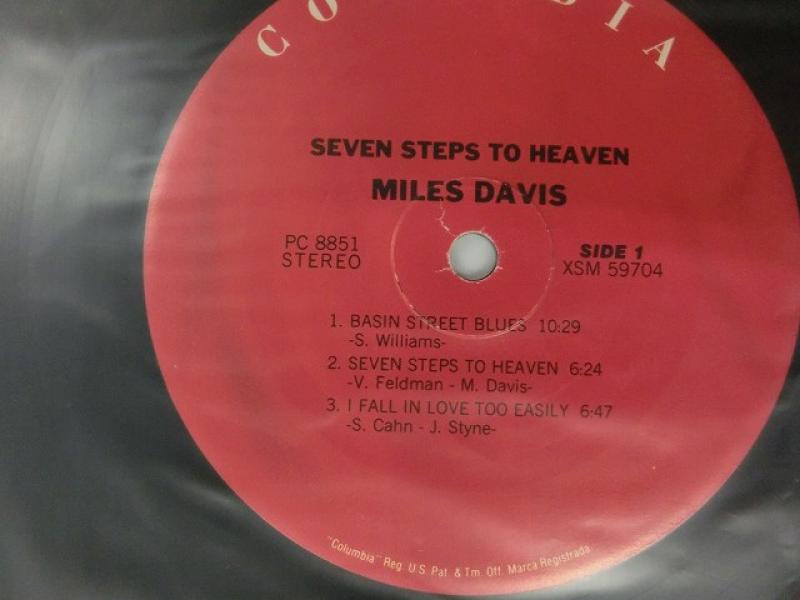 SEVEN STEPS TO HEAVEN
MILES DAVIS
PC 8851
STEREO
SIDE 1
XSM 59704
1. BASIN STREET BLUES 10:29
-S. Williams-
2. SEVEN STEPS TO HEAVEN 6:24
-V. Feldman - M. Davis-
3. I FALL IN LOVE TOO EASILY 6:47
-S. Cahn - J. Styne-
"Columbia" Reg. U.S. Pat. & Tm. Off. Marca Registrada